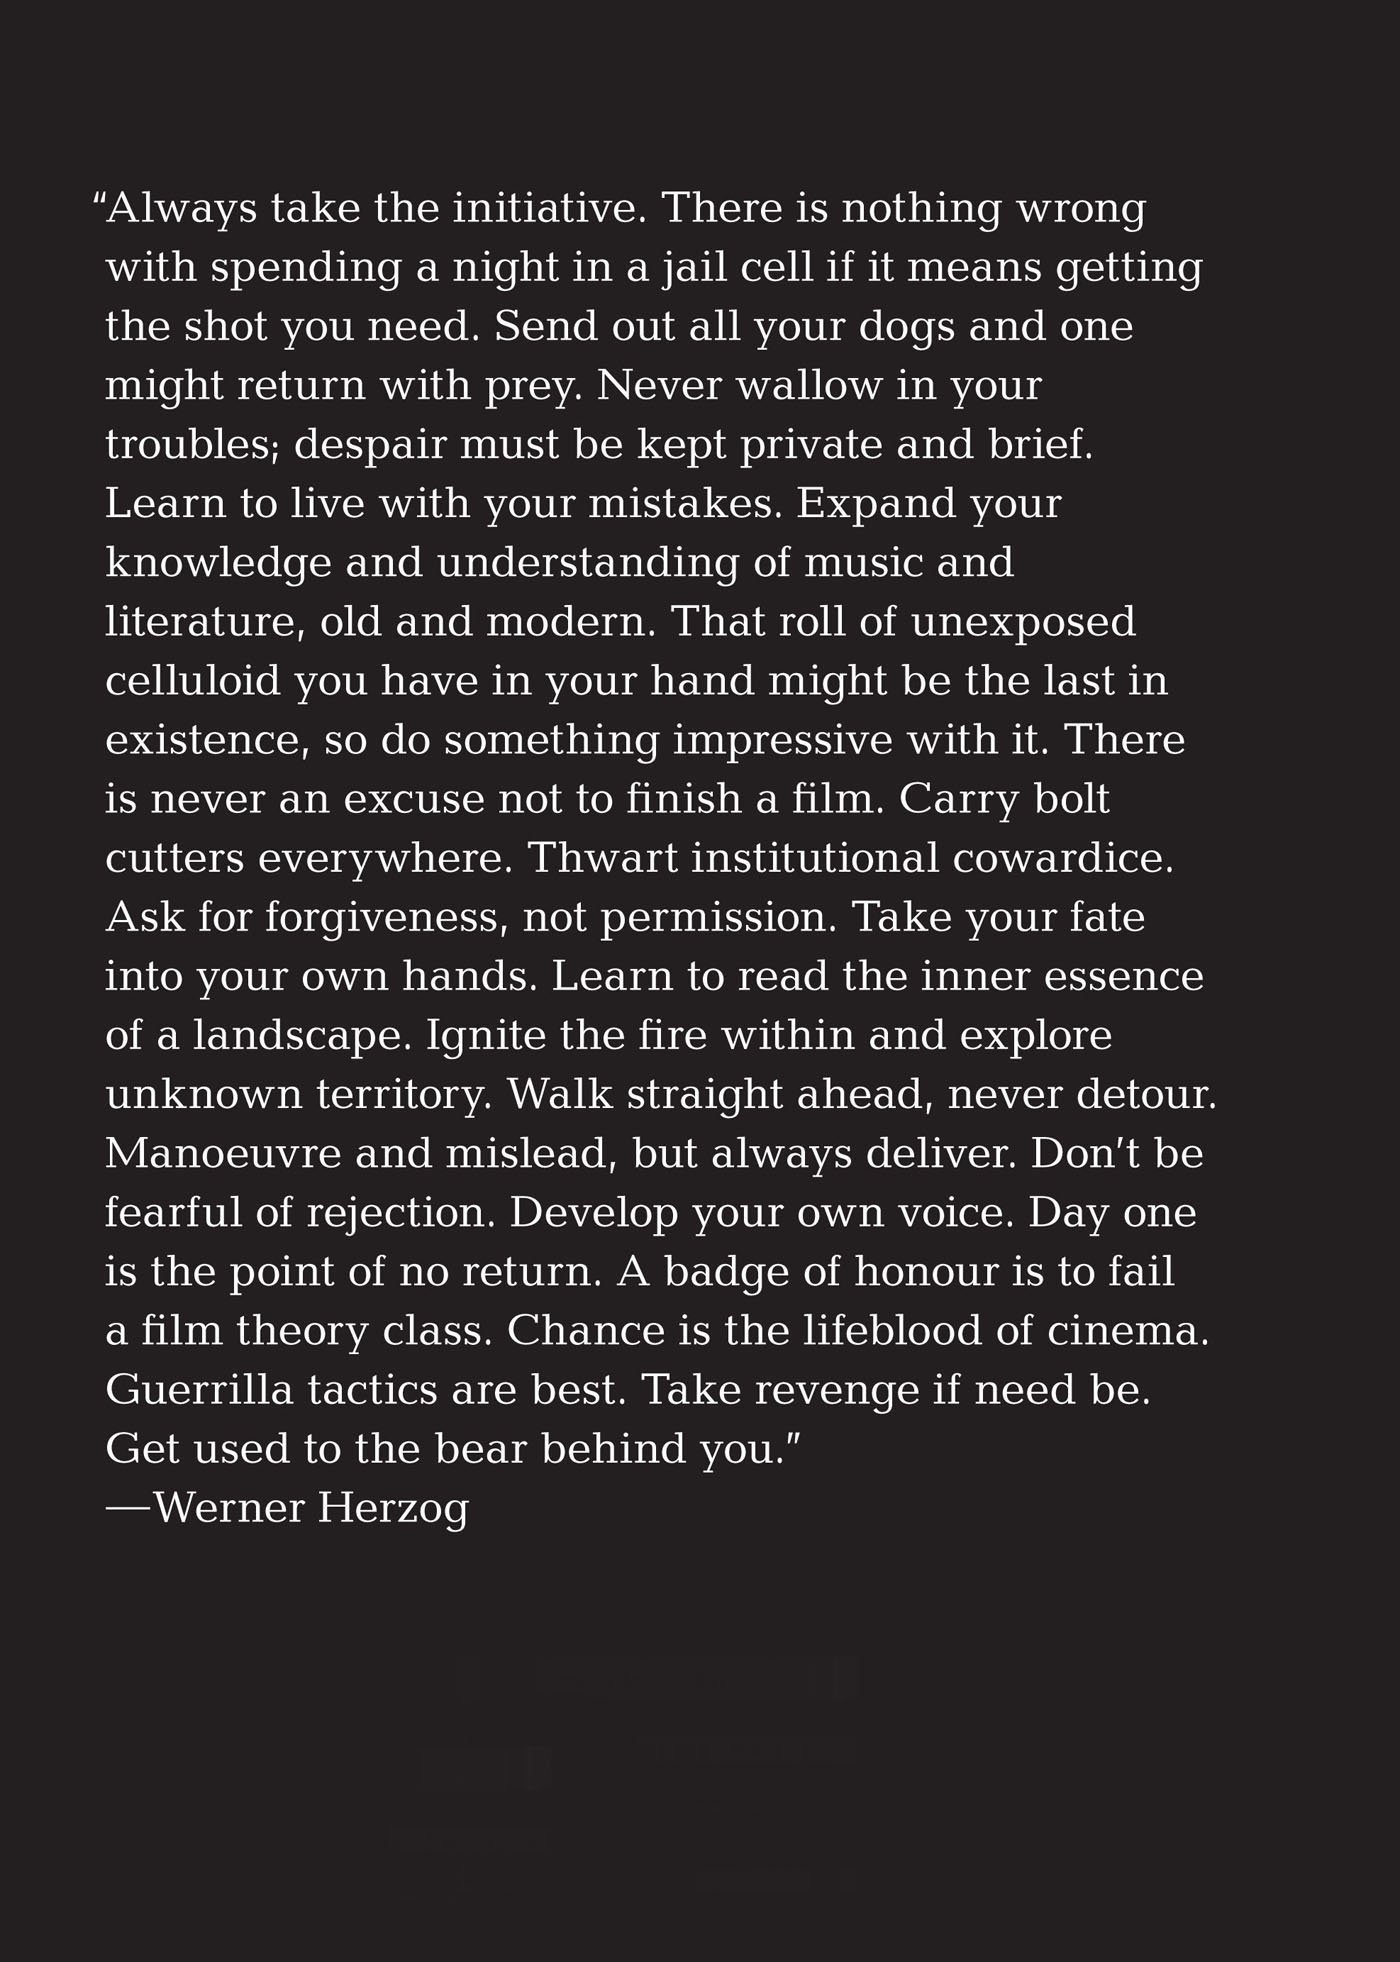 “Always take the initiative. There is nothing wrong
with spending a night in a jail cell if it means getting
the shot you need. Send out all your dogs and one
might return with prey. Never wallow in your
troubles; despair must be kept private and brief.
Learn to live with your mistakes. Expand your
knowledge and understanding of music and
literature, old and modern. That roll of unexposed
celluloid you have in your hand might be the last in
existence, so do something impressive with it. There
is never an excuse not to finish a film. Carry bolt
cutters everywhere. Thwart institutional cowardice.
Ask for forgiveness, not permission. Take your fate
into your own hands. Learn to read the inner essence
of a landscape. Ignite the fire within and explore
unknown territory. Walk straight ahead, never detour.
Manoeuvre and mislead, but always deliver. Don’t be
fearful of rejection. Develop your own voice. Day one
is the point of no return. A badge of honour is to fail
a film theory class. Chance is the lifeblood of cinema.
Guerrilla tactics are best. Take revenge if need be.
Get used to the bear behind you.”
—Werner Herzog